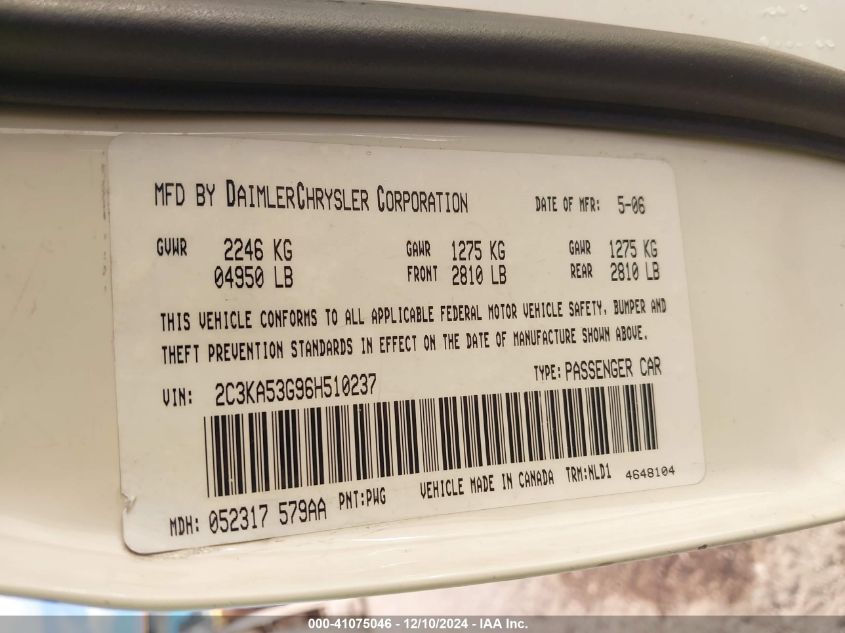 MFD BY DAIMLERCHRYSLER CORPORATION DATE OF MFR: 5-06
GVWR 2246 KG GAWR 1275 KG GAWR 1275 KG
04950 LB FRONT 2810 LB REAR 2810 LB
THIS VEHICLE CONFORMS TO ALL APPLICABLE FEDERAL MOTOR VEHICLE SAFETY, BUMPER AND
THEFT PREVENTION STANDARDS IN EFFECT ON THE DATE OF MANUFACTURE SHOWN ABOVE.
VIN: 2C3KA53G96H510237 TYPE: PASSENGER CAR
MDH: 052317 579AA PNT: PWG VEHICLE MADE IN CANADA TRM: NLD1 4648104
000-41075046 - 12/10/2024 - IAA Inc.